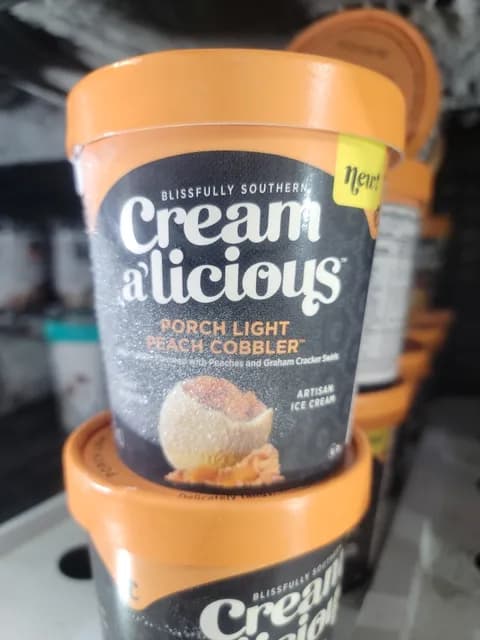 New!
BLISSFULLY SOUTHERN
Cream
a'licious™
PORCH LIGHT
PEACH COBBLER™
with Peaches and Graham Cracker Swirls
ARTISAN
ICE CREAM
BLISSFULLY SOUTHERN
Cream
a'licious